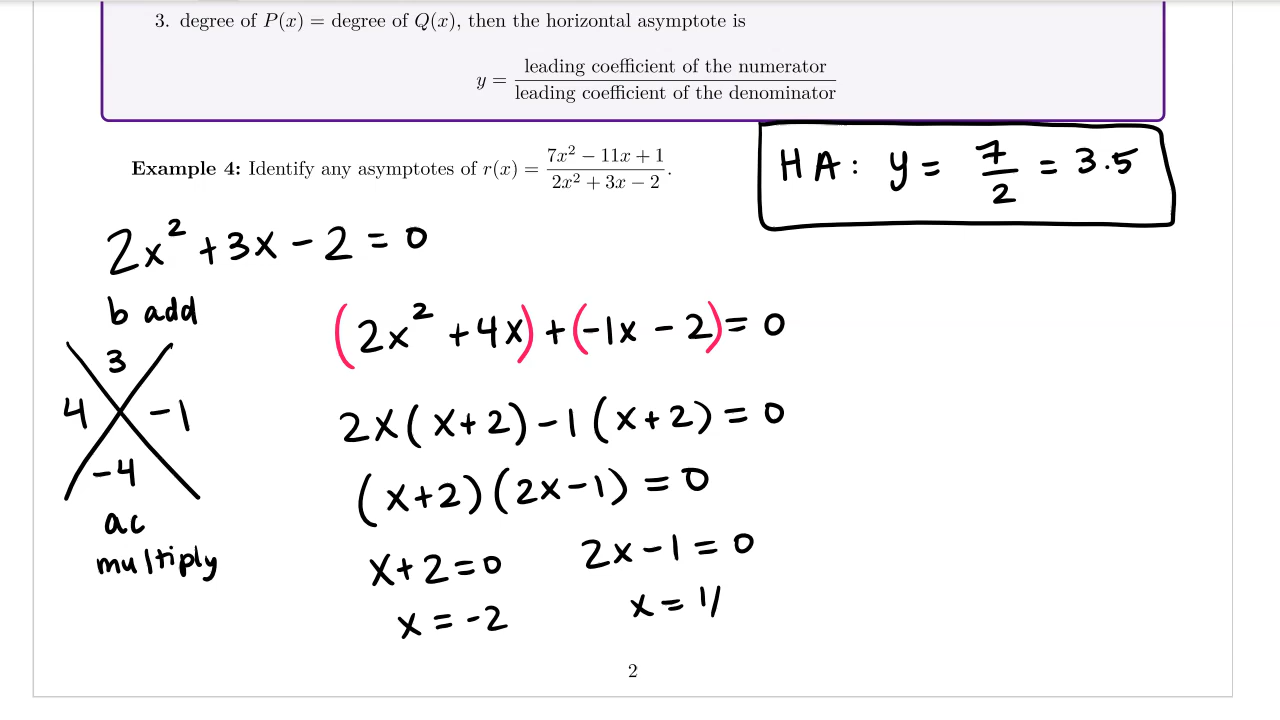 3. degree of P(x) = degree of Q(x), then the horizontal asymptote is
y = leading coefficient of the numerator / leading coefficient of the denominator
Example 4: Identify any asymptotes of r(x) = (7x² − 11x + 1)/(2x² + 3x − 2).
HA: y = 7/2 = 3.5
2x² + 3x − 2 = 0
b add
3
4 −1
−4
ac
multiply
(2x² + 4x) + (−1x − 2) = 0
2x(x+2) −1(x+2) = 0
(x+2)(2x−1) = 0
x+2=0 2x−1=0
x = −2 x = 1/
2